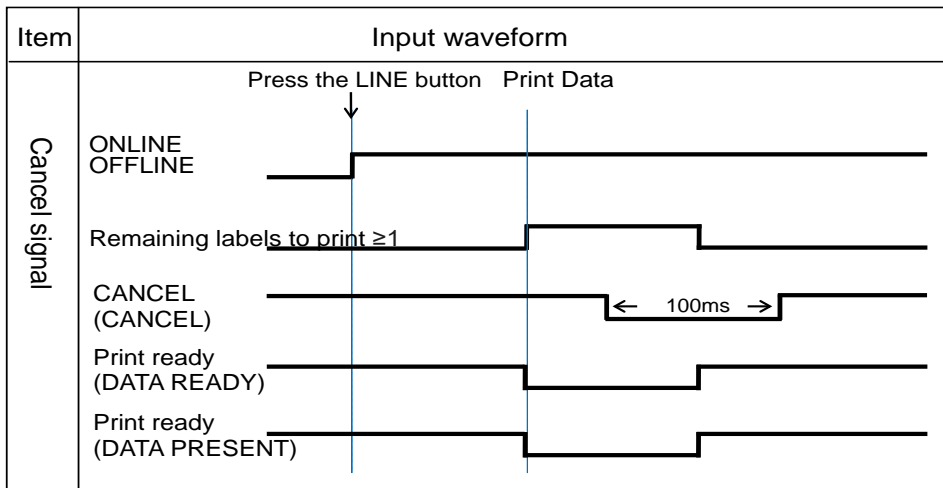 Item
Input waveform
Press the LINE button
Print Data
Cancel signal
ONLINE
OFFLINE
Remaining labels to print ≥1
CANCEL
(CANCEL)
100ms
Print ready
(DATA READY)
Print ready
(DATA PRESENT)